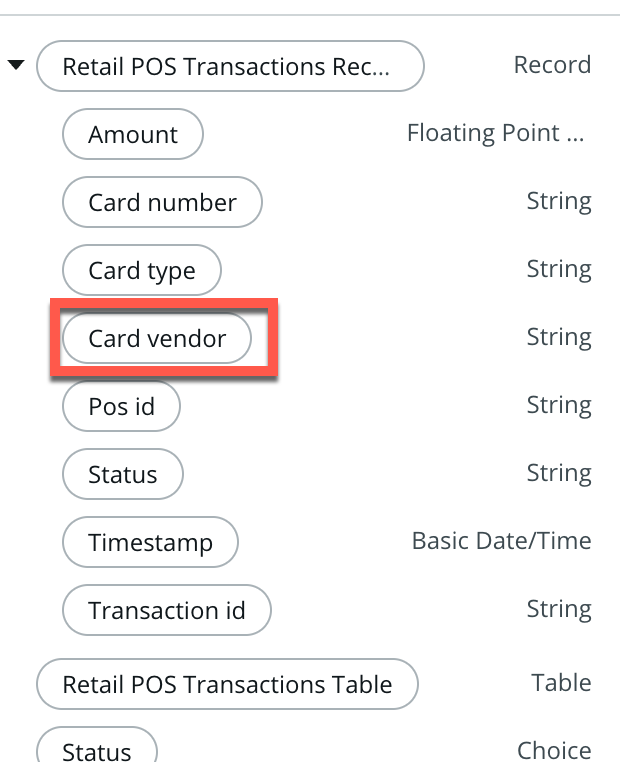 Retail POS Transactions Rec... Record
Amount Floating Point ...
Card number String
Card type String
Card vendor String
Pos id String
Status String
Timestamp Basic Date/Time
Transaction id String
Retail POS Transactions Table Table
Status Choice